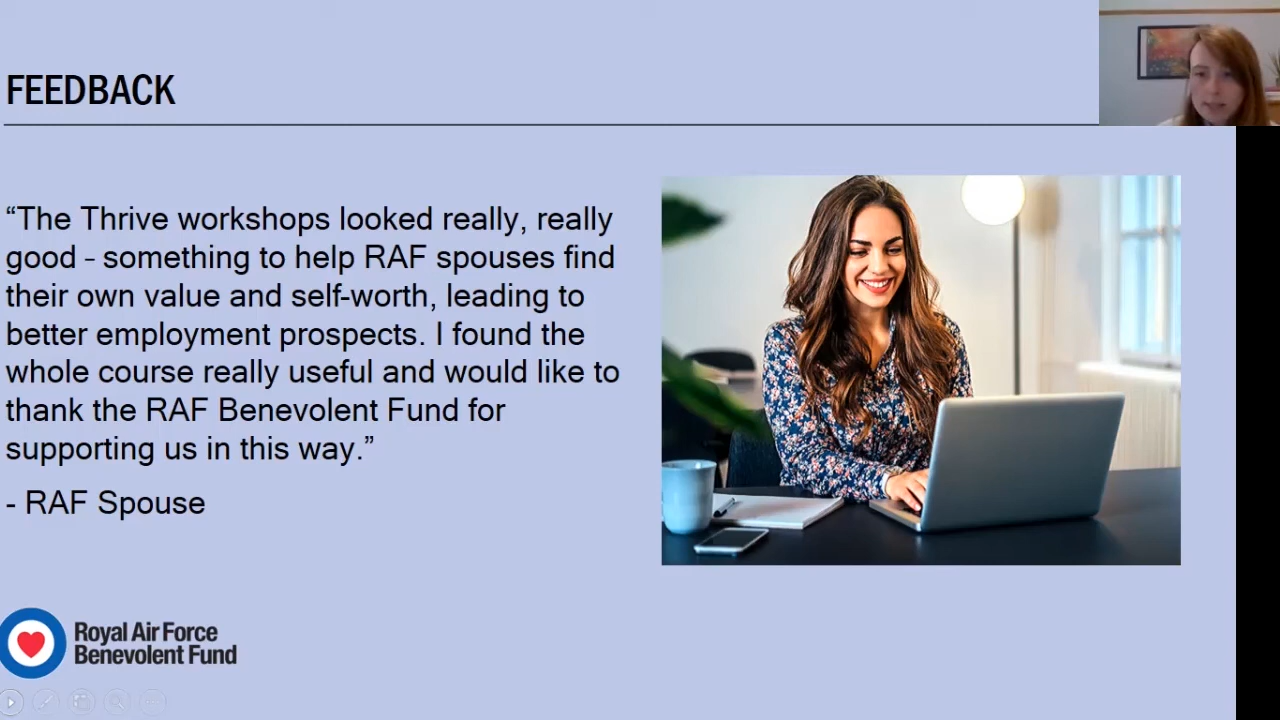 FEEDBACK
“The Thrive workshops looked really, really
good - something to help RAF spouses find
their own value and self-worth, leading to
better employment prospects. I found the
whole course really useful and would like to
thank the RAF Benevolent Fund for
supporting us in this way.”
- RAF Spouse
Royal Air Force
Benevolent Fund